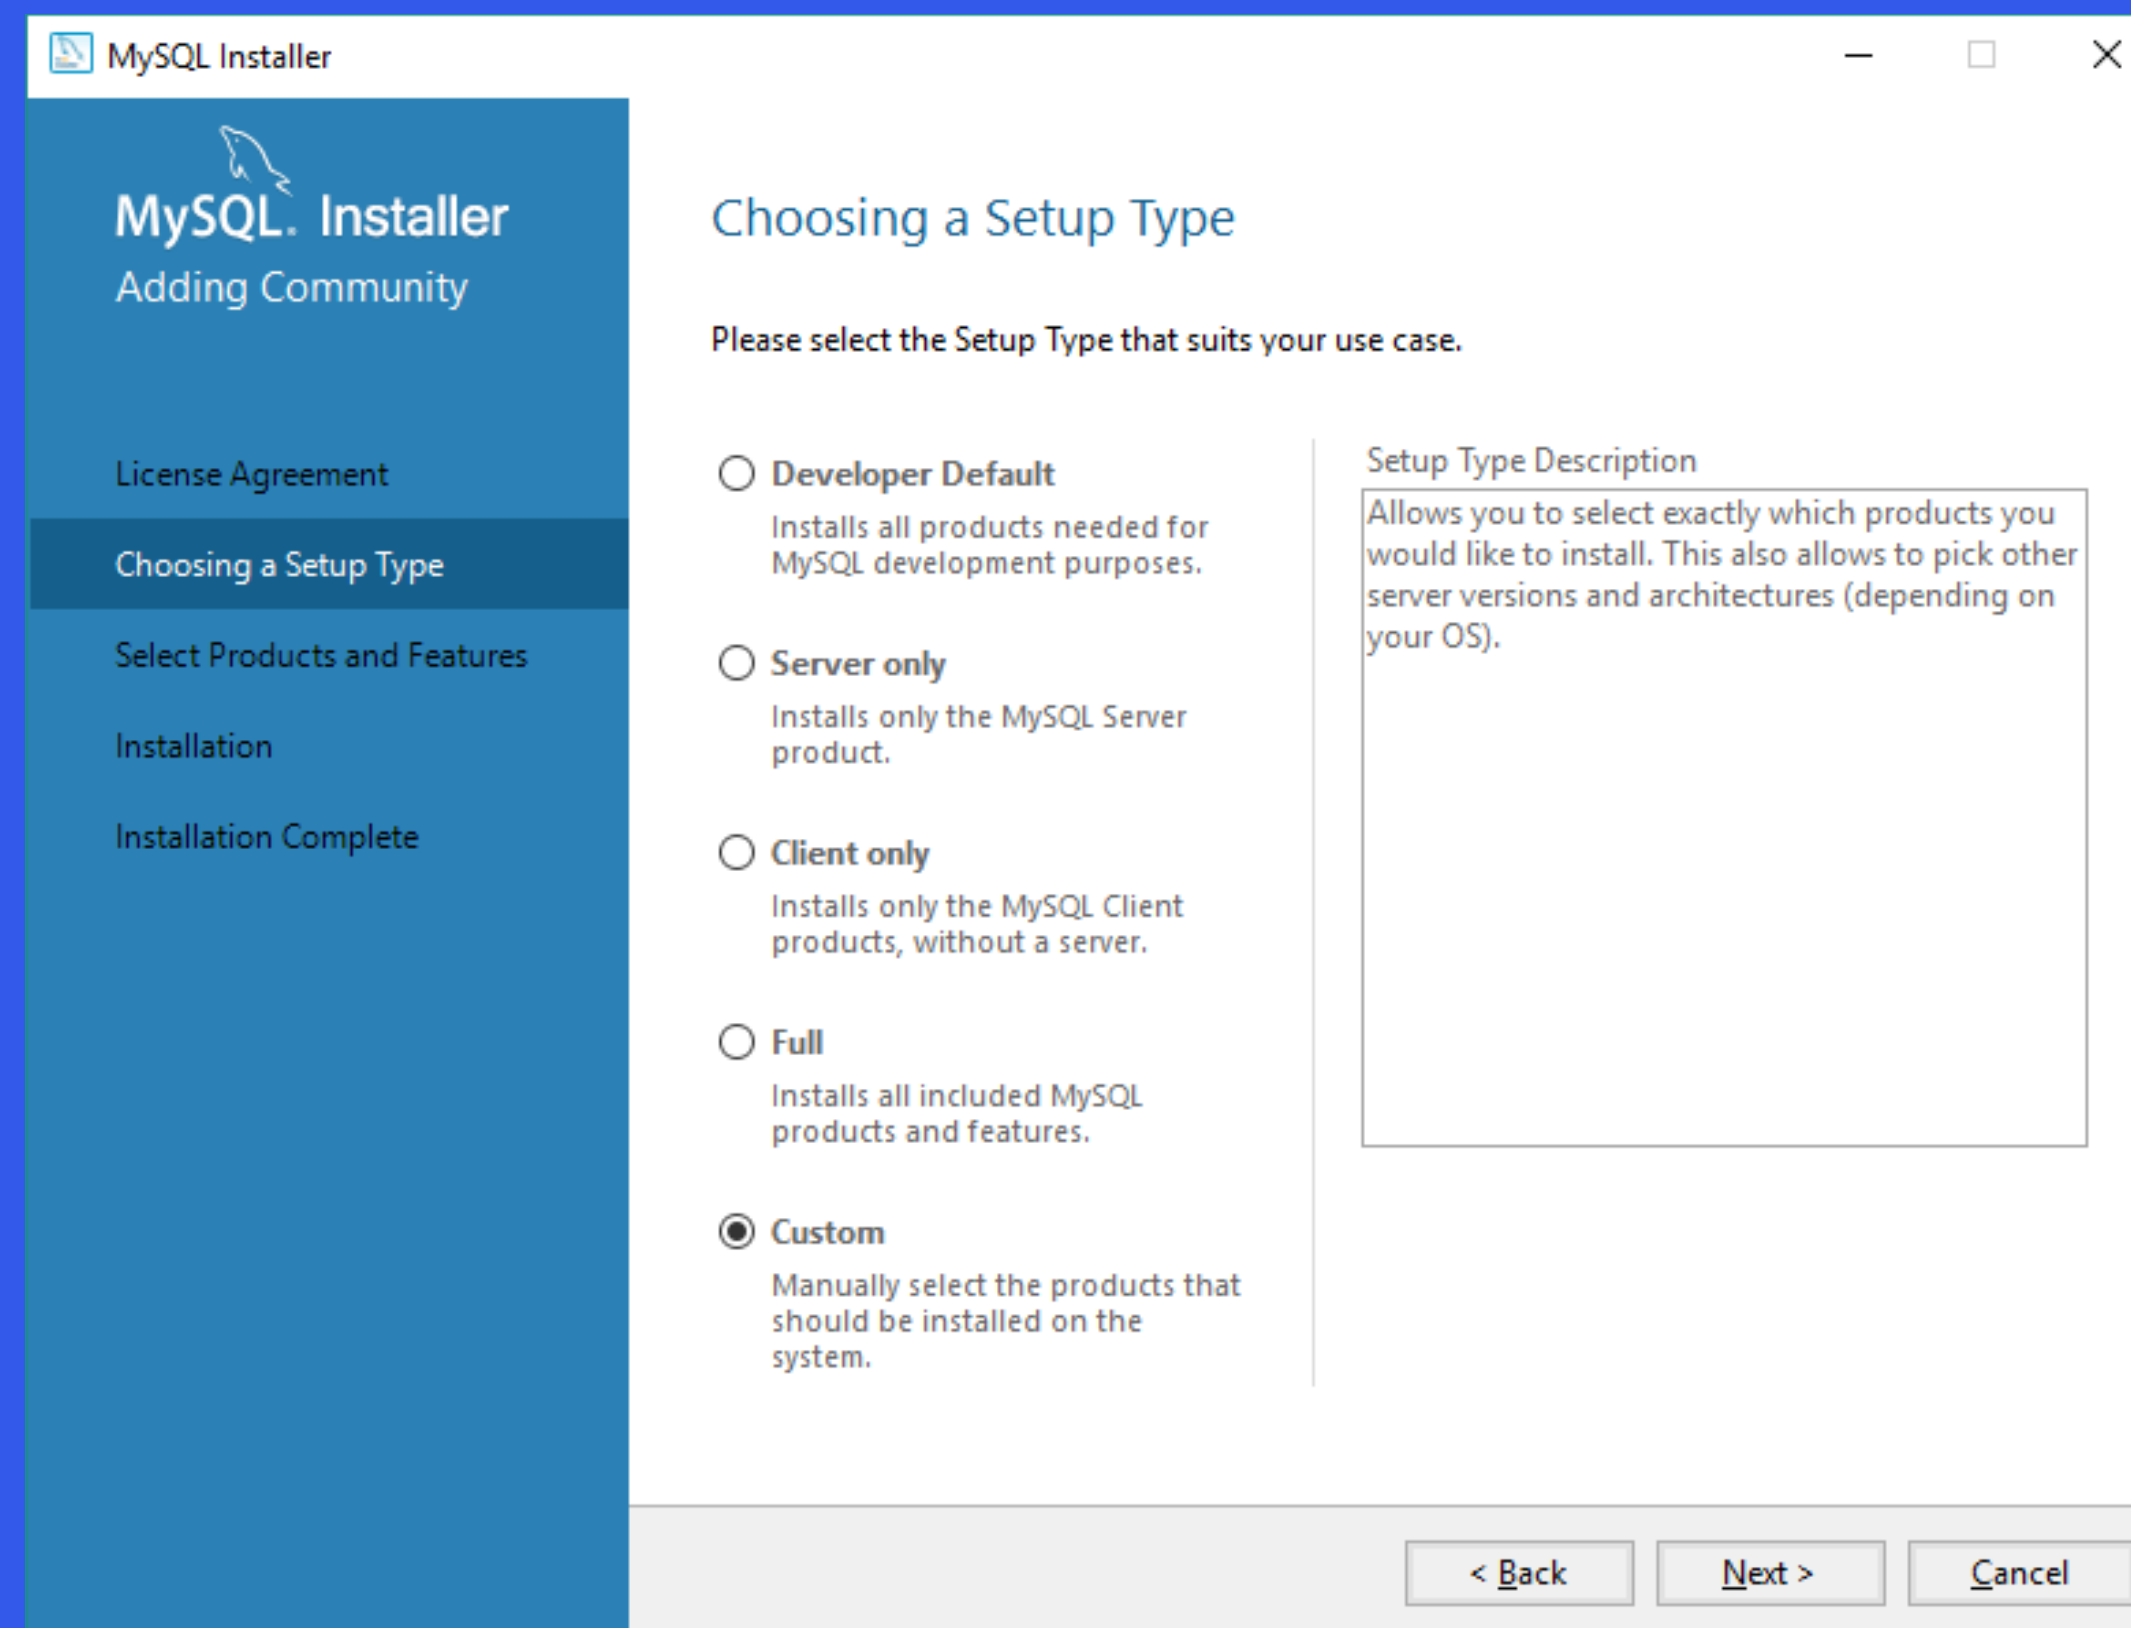 MySQL Installer
MySQL. Installer
Adding Community
License Agreement
Choosing a Setup Type
Select Products and Features
Installation
Installation Complete
Choosing a Setup Type
Please select the Setup Type that suits your use case.
Developer Default
Installs all products needed for
MySQL development purposes.
Server only
Installs only the MySQL Server
product.
Client only
Installs only the MySQL Client
products, without a server.
Full
Installs all included MySQL
products and features.
Custom
Manually select the products that
should be installed on the
system.
Setup Type Description
Allows you to select exactly which products you
would like to install. This also allows to pick other
server versions and architectures (depending on
your OS).
< Back
Next >
Cancel